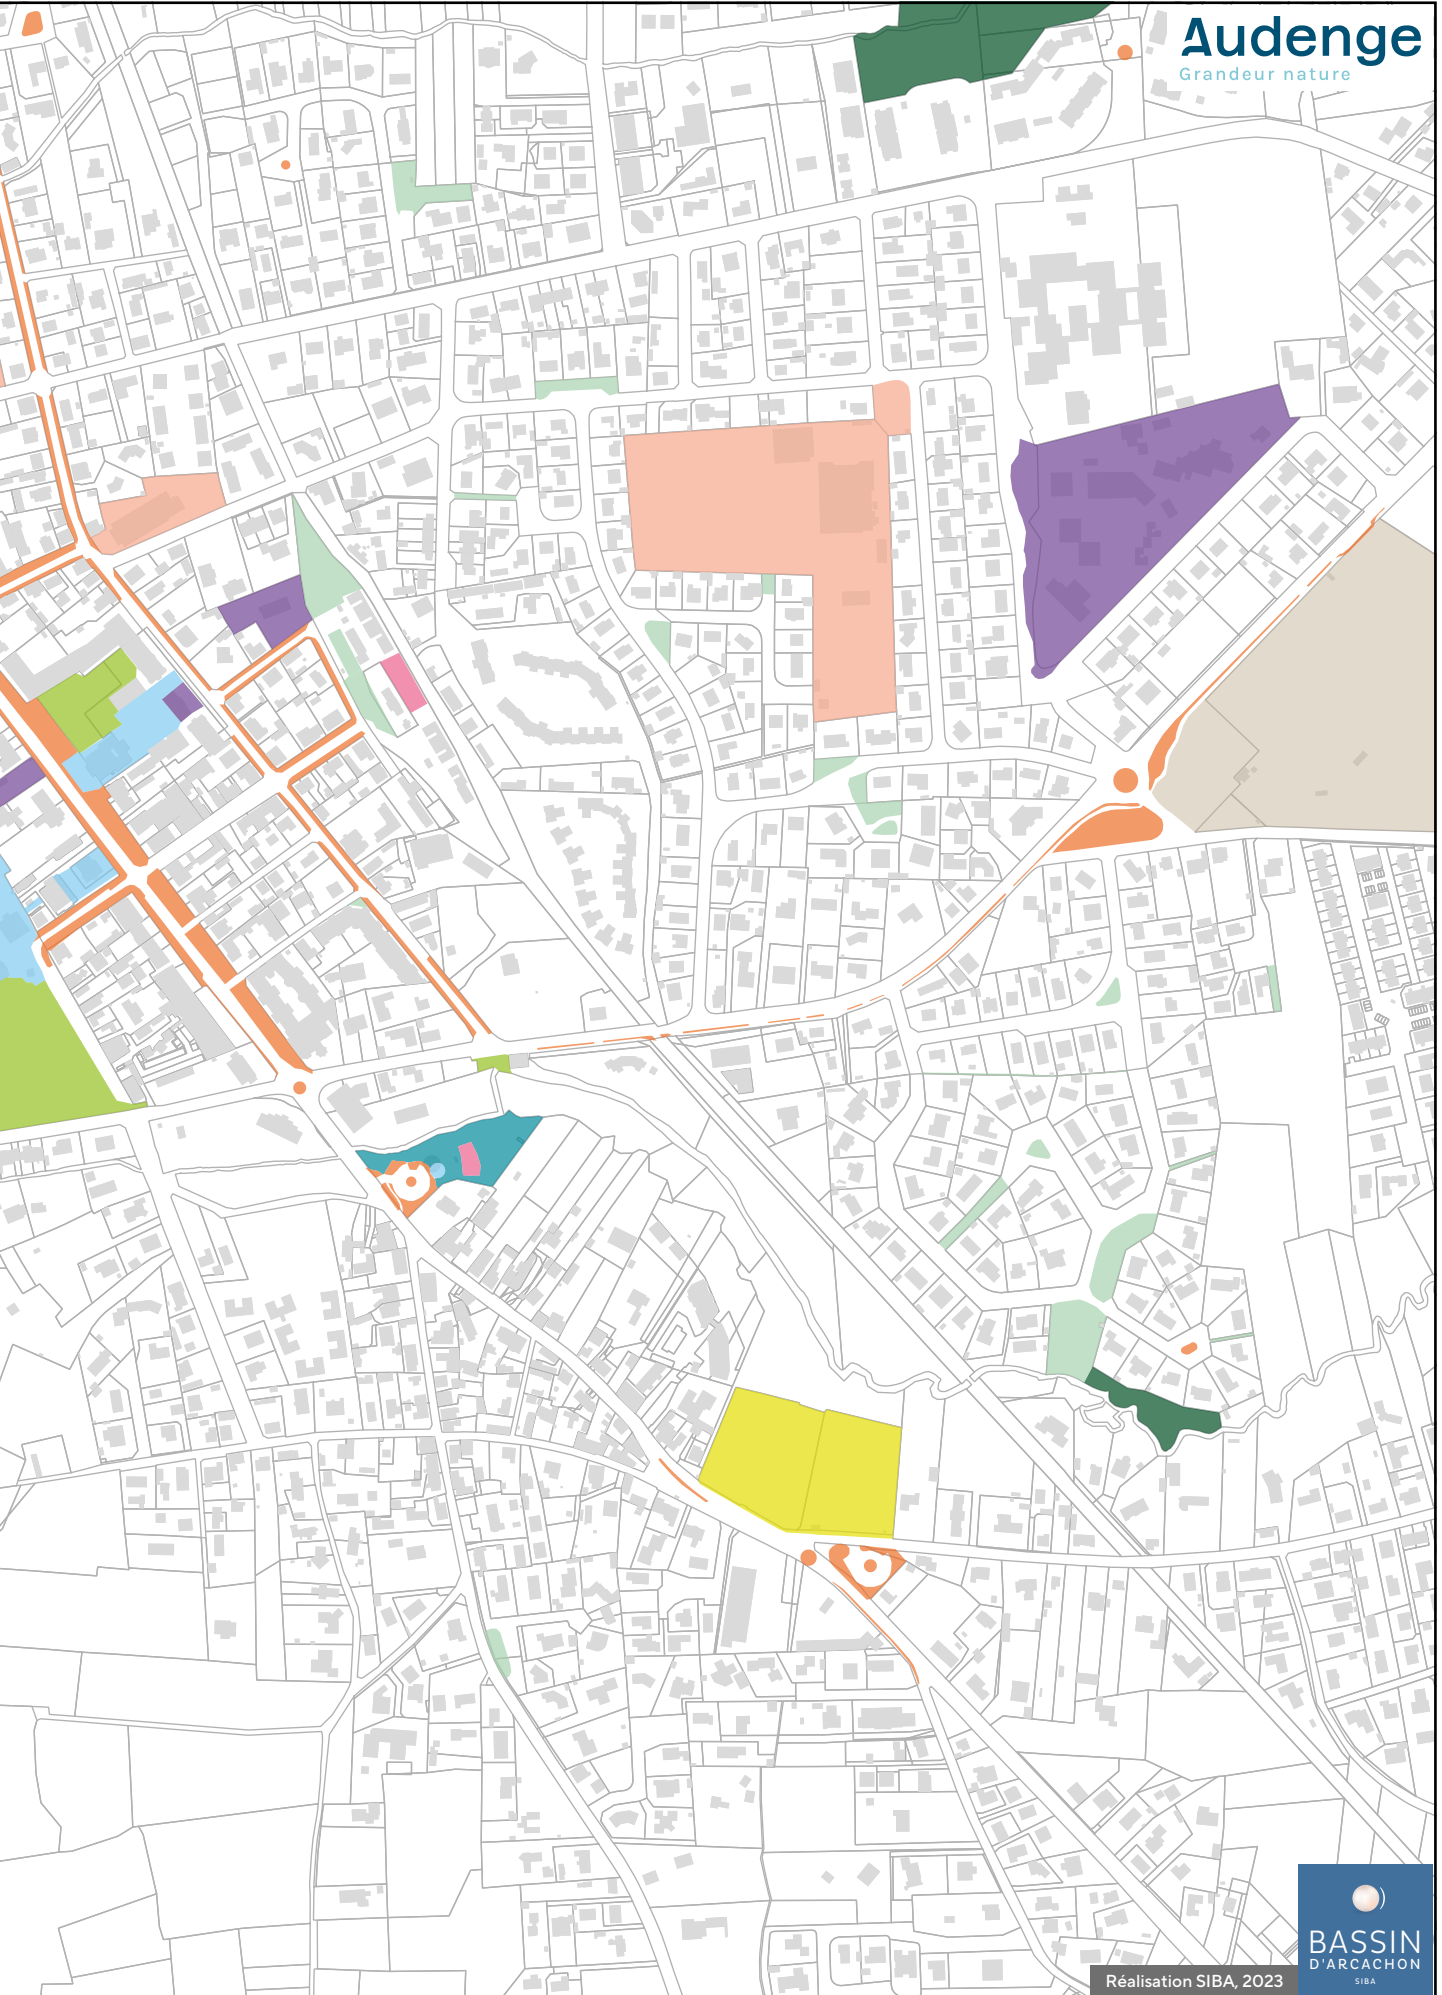 Audenge
Grandeur nature
BASSIN
D'ARCACHON
SIBA
Réalisation SIBA, 2023